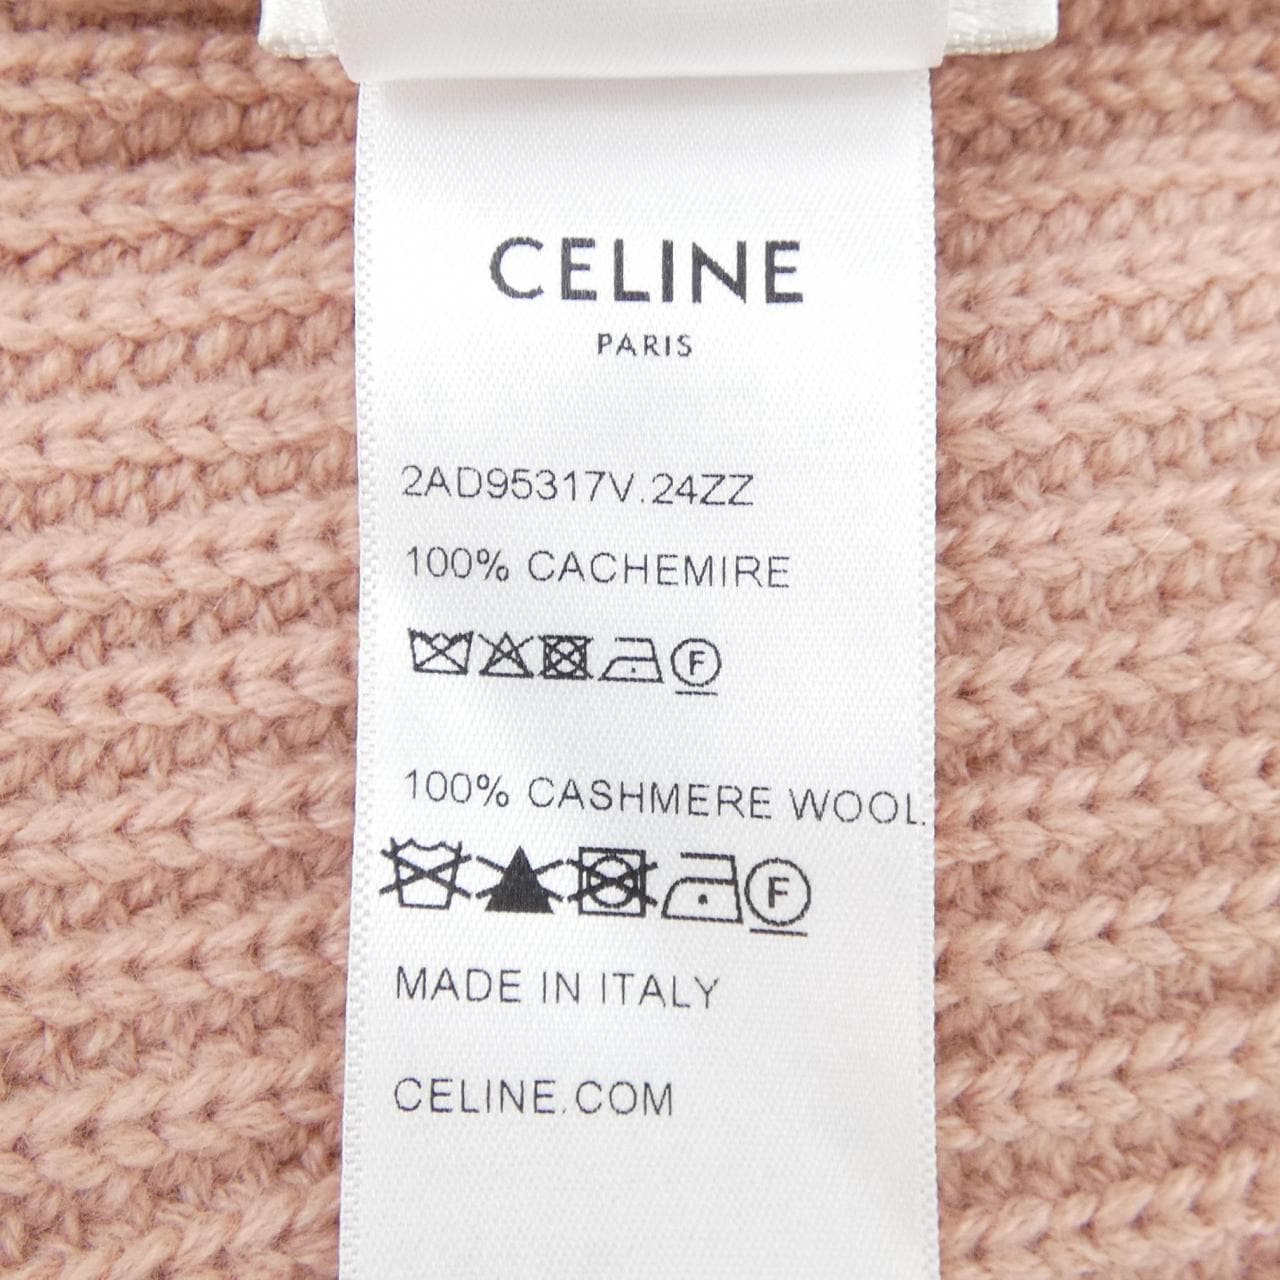 CELINE
PARIS
2AD95317V.24ZZ
100% CACHEMIRE
F
100% CASHMERE WOOL.
F
MADE IN ITALY
CELINE.COM